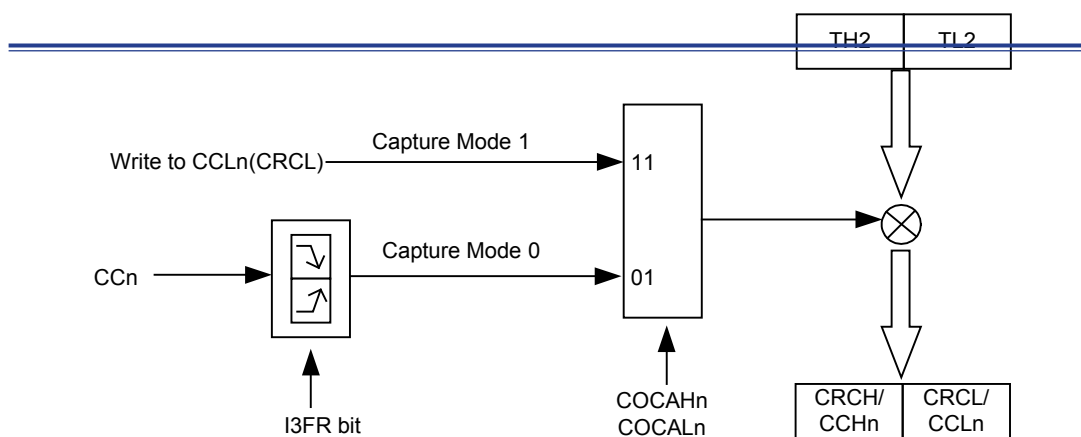 TH2 TL2
Capture Mode 1
Write to CCLn(CRCL)
11
Capture Mode 0
CCn
01
I3FR bit
COCAHn
COCALn
CRCH/ CRCL/
CCHn CCLn